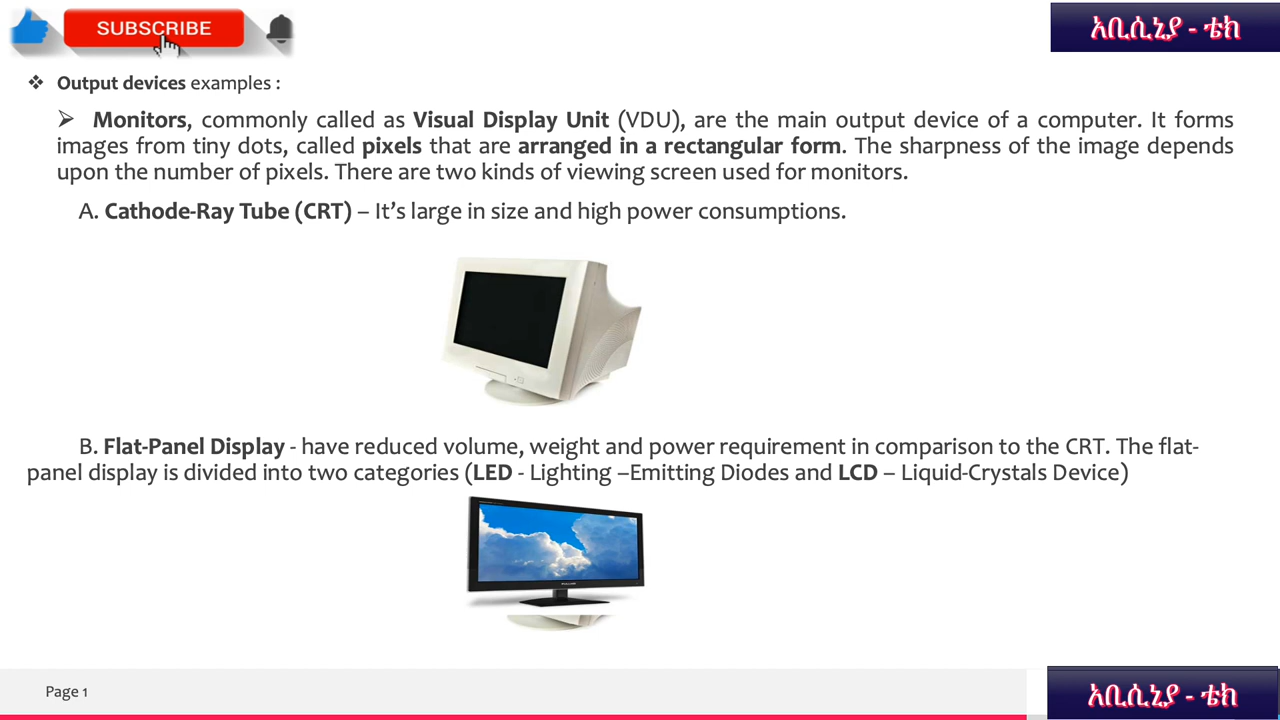 SUBSCRIBE
አቢሲኒያ - ቴክ
❖ Output devices examples :
➢ Monitors, commonly called as Visual Display Unit (VDU), are the main output device of a computer. It forms
images from tiny dots, called pixels that are arranged in a rectangular form. The sharpness of the image depends
upon the number of pixels. There are two kinds of viewing screen used for monitors.
A. Cathode-Ray Tube (CRT) – It’s large in size and high power consumptions.
B. Flat-Panel Display - have reduced volume, weight and power requirement in comparison to the CRT. The flat-
panel display is divided into two categories (LED - Lighting –Emitting Diodes and LCD – Liquid-Crystals Device)
Page 1
አቢሲኒያ - ቴክ